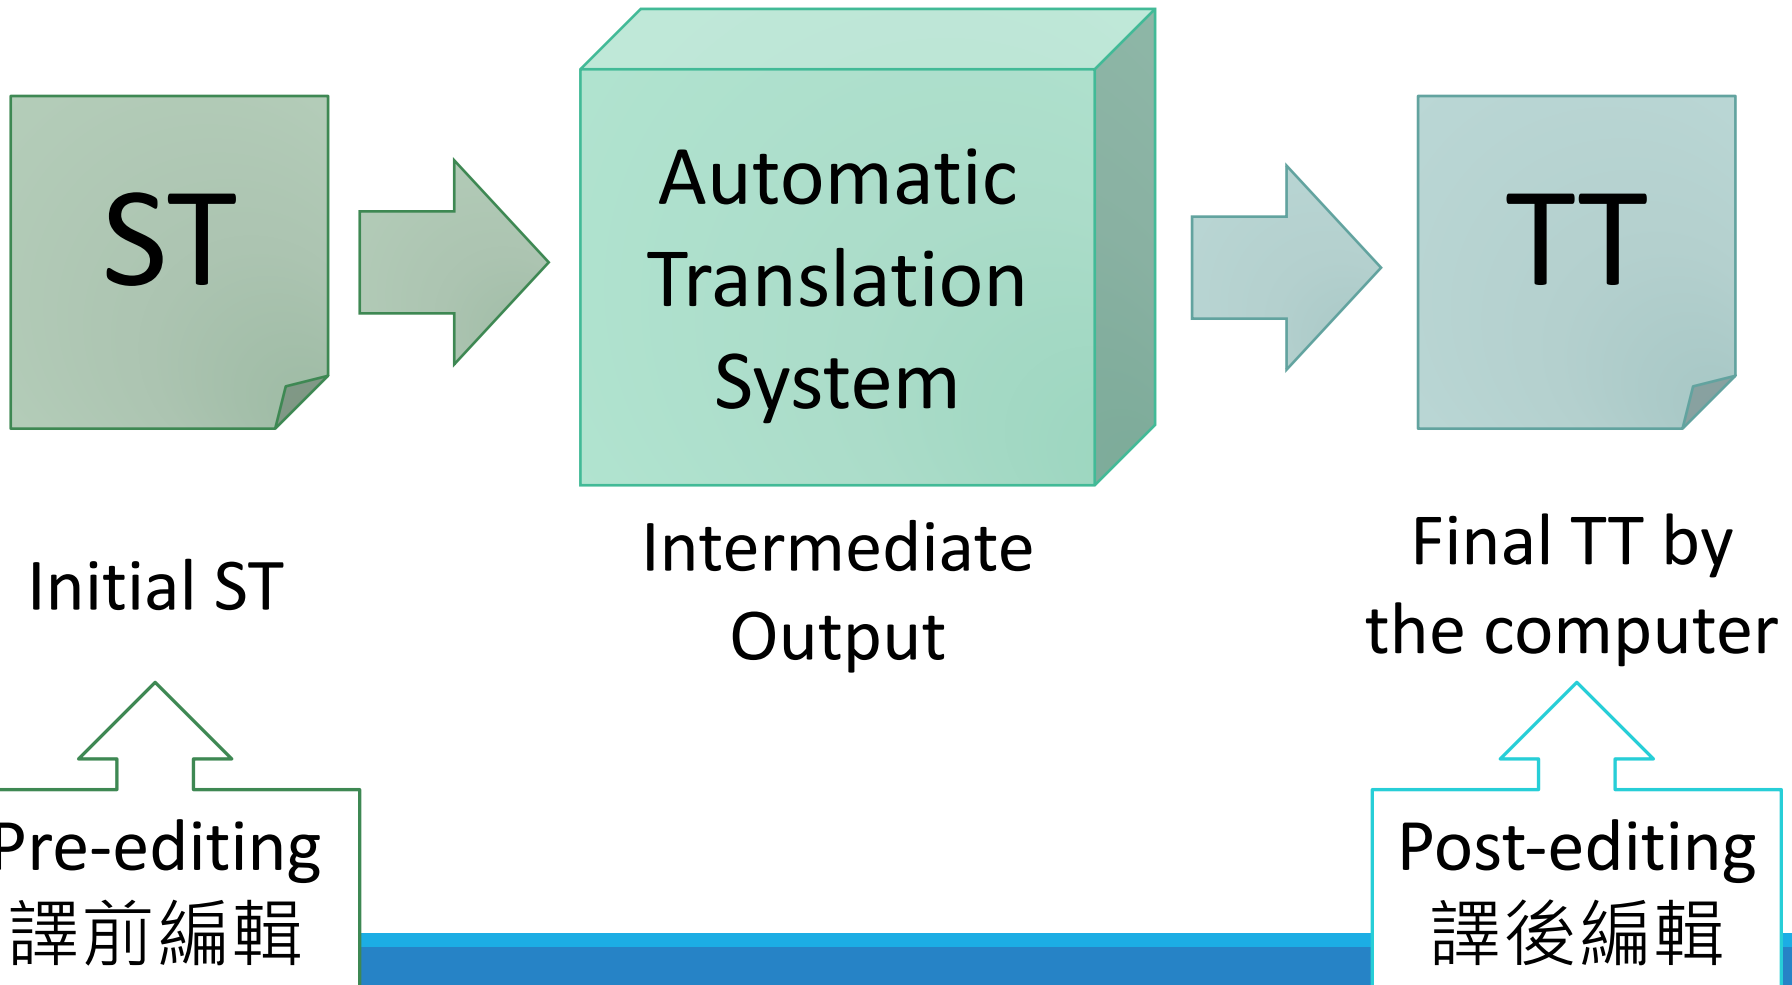 ST
Automatic
Translation
System
TT
Initial ST
Intermediate
Output
Final TT by
the computer
Pre-editing
譯前編輯
Post-editing
譯後編輯